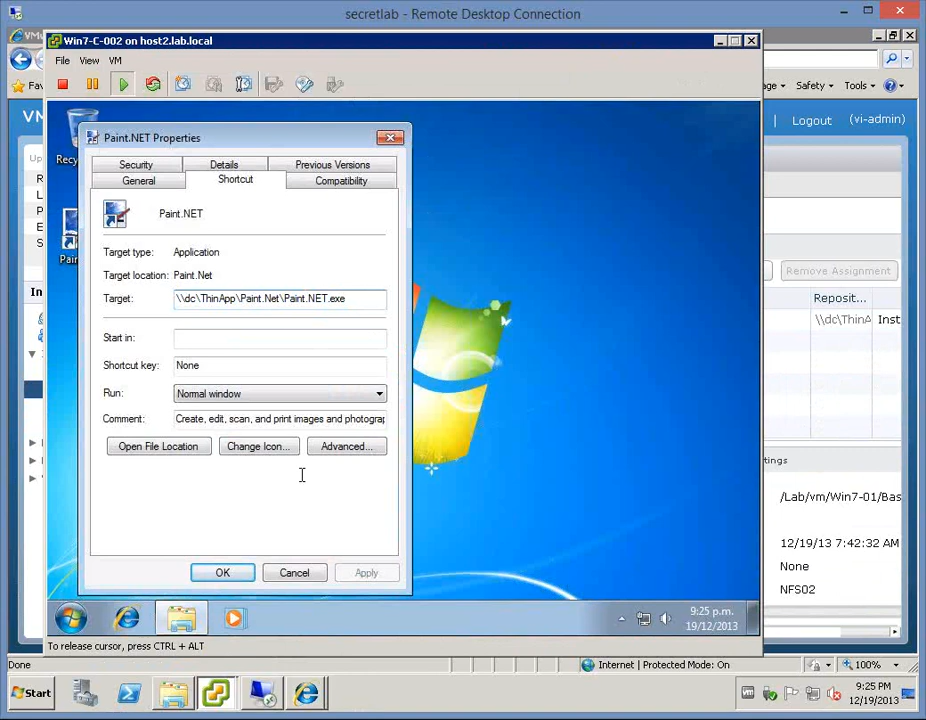 secretlab - Remote Desktop Connection
Win7-C-002 on host2.lab.local
File View VM
Safety Tools
Logout (vi-admin)
Paint.NET Properties
Security Details Previous Versions
General Shortcut Compatibility
Paint.NET
Target type: Application
Target location: Paint.Net
Target: \\dc\ThinApp\Paint.Net\Paint.NET.exe
Start in:
Shortcut key: None
Run: Normal window
Comment: Create, edit, scan, and print images and photograp
Open File Location Change Icon... Advanced...
OK Cancel Apply
Remove Assignment
Reposit...
\\dc\ThinA Inst
/Lab/vm/Win7-01/Bas
12/19/13 7:42:32 AM
None
NFS02
9:25 p.m.
19/12/2013
To release cursor, press CTRL + ALT
Done Internet | Protected Mode: On 100%
Start
9:25 PM
12/19/2013